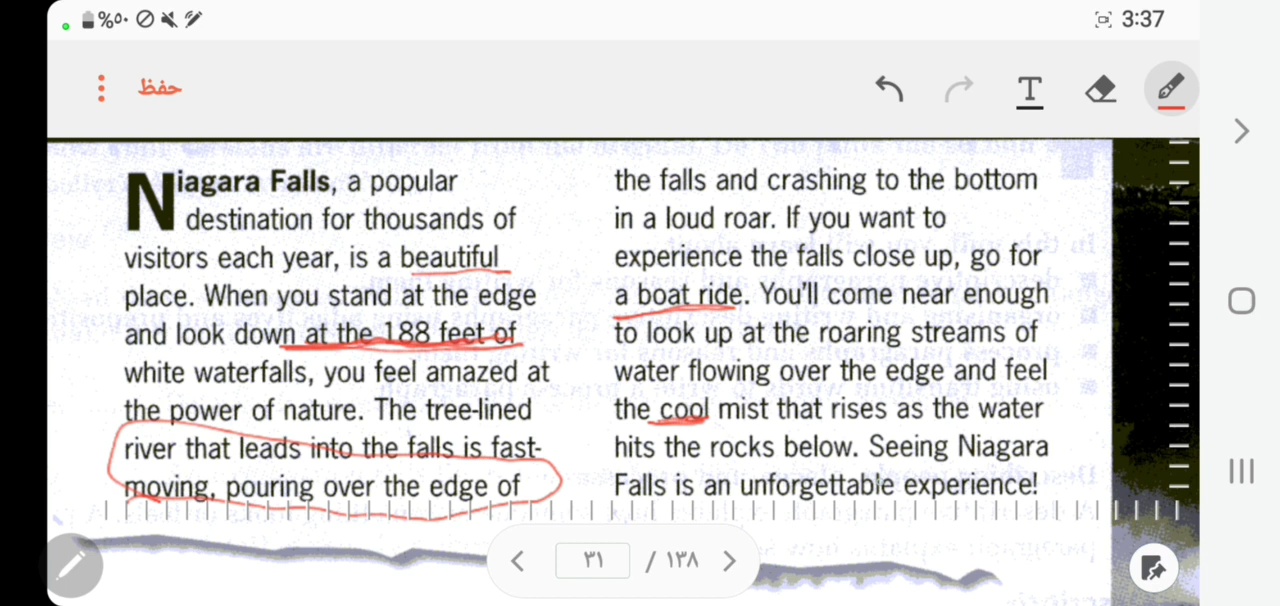 %٥٠
3:37
حفظ
T
Niagara Falls, a popular
destination for thousands of
visitors each year, is a beautiful
place. When you stand at the edge
and look down at the 188 feet of
white waterfalls, you feel amazed at
the power of nature. The tree-lined
river that leads into the falls is fast-
moving, pouring over the edge of
the falls and crashing to the bottom
in a loud roar. If you want to
experience the falls close up, go for
a boat ride. You'll come near enough
to look up at the roaring streams of
water flowing over the edge and feel
the cool mist that rises as the water
hits the rocks below. Seeing Niagara
Falls is an unforgettable experience!
٣١ / ١٣٨